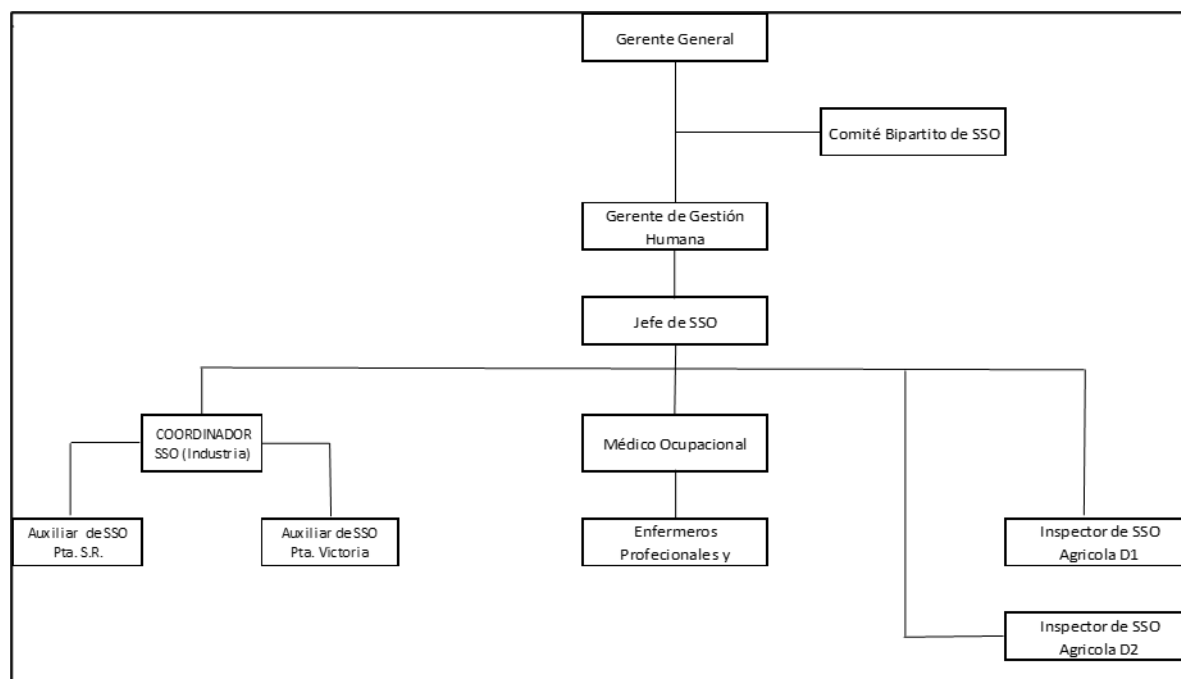 Gerente General
Comité Bipartito de SSO
Gerente de Gestión
Humana
Jefe de SSO
COORDINADOR
SSO (Industria)
Médico Ocupacional
Auxiliar de SSO
Pta. S.R.
Auxiliar de SSO
Pta. Victoria
Enfermeros
Profecionales y
Inspector de SSO
Agricola D1
Inspector de SSO
Agricola D2